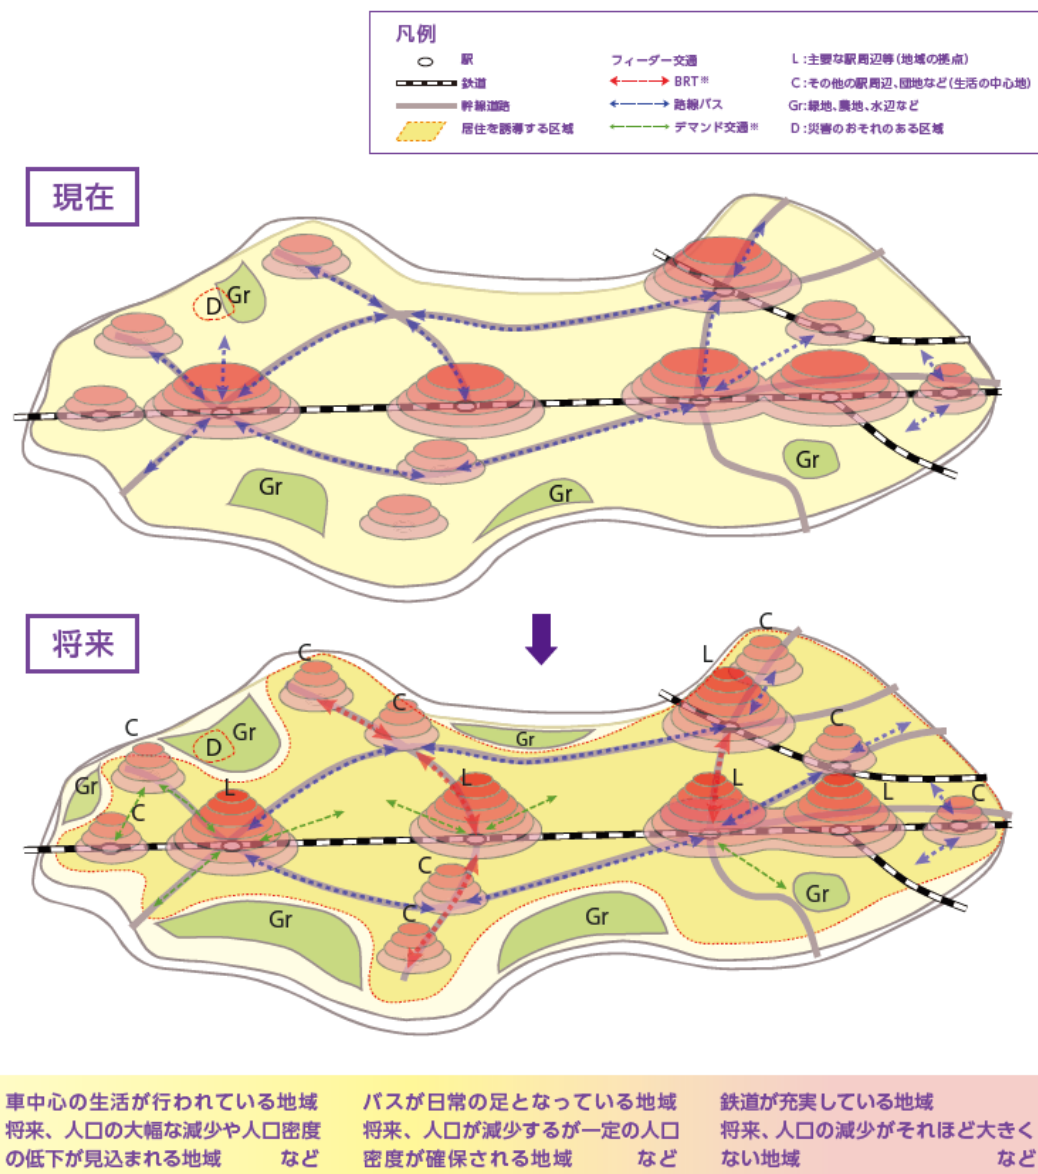 凡例
駅
鉄道
幹線道路
居住を誘導する区域
フィーダー交通
BRT※
路線バス
デマンド交通※
L:主要な駅周辺等(地域の拠点)
C:その他の駅周辺、団地など(生活の中心地)
Gr:緑地、農地、水辺など
D:災害のおそれのある区域
現在
D
Gr
Gr
Gr
Gr
将来
C
L
C
C
C
Gr
D
Gr
Gr
C
L
C
L
L
L
C
C
C
Gr
Gr
Gr
車中心の生活が行われている地域
将来、人口の大幅な減少や人口密度
の低下が見込まれる地域 など
バスが日常の足となっている地域
将来、人口が減少するが一定の人口
密度が確保される地域 など
鉄道が充実している地域
将来、人口の減少がそれほど大きく
ない地域 など